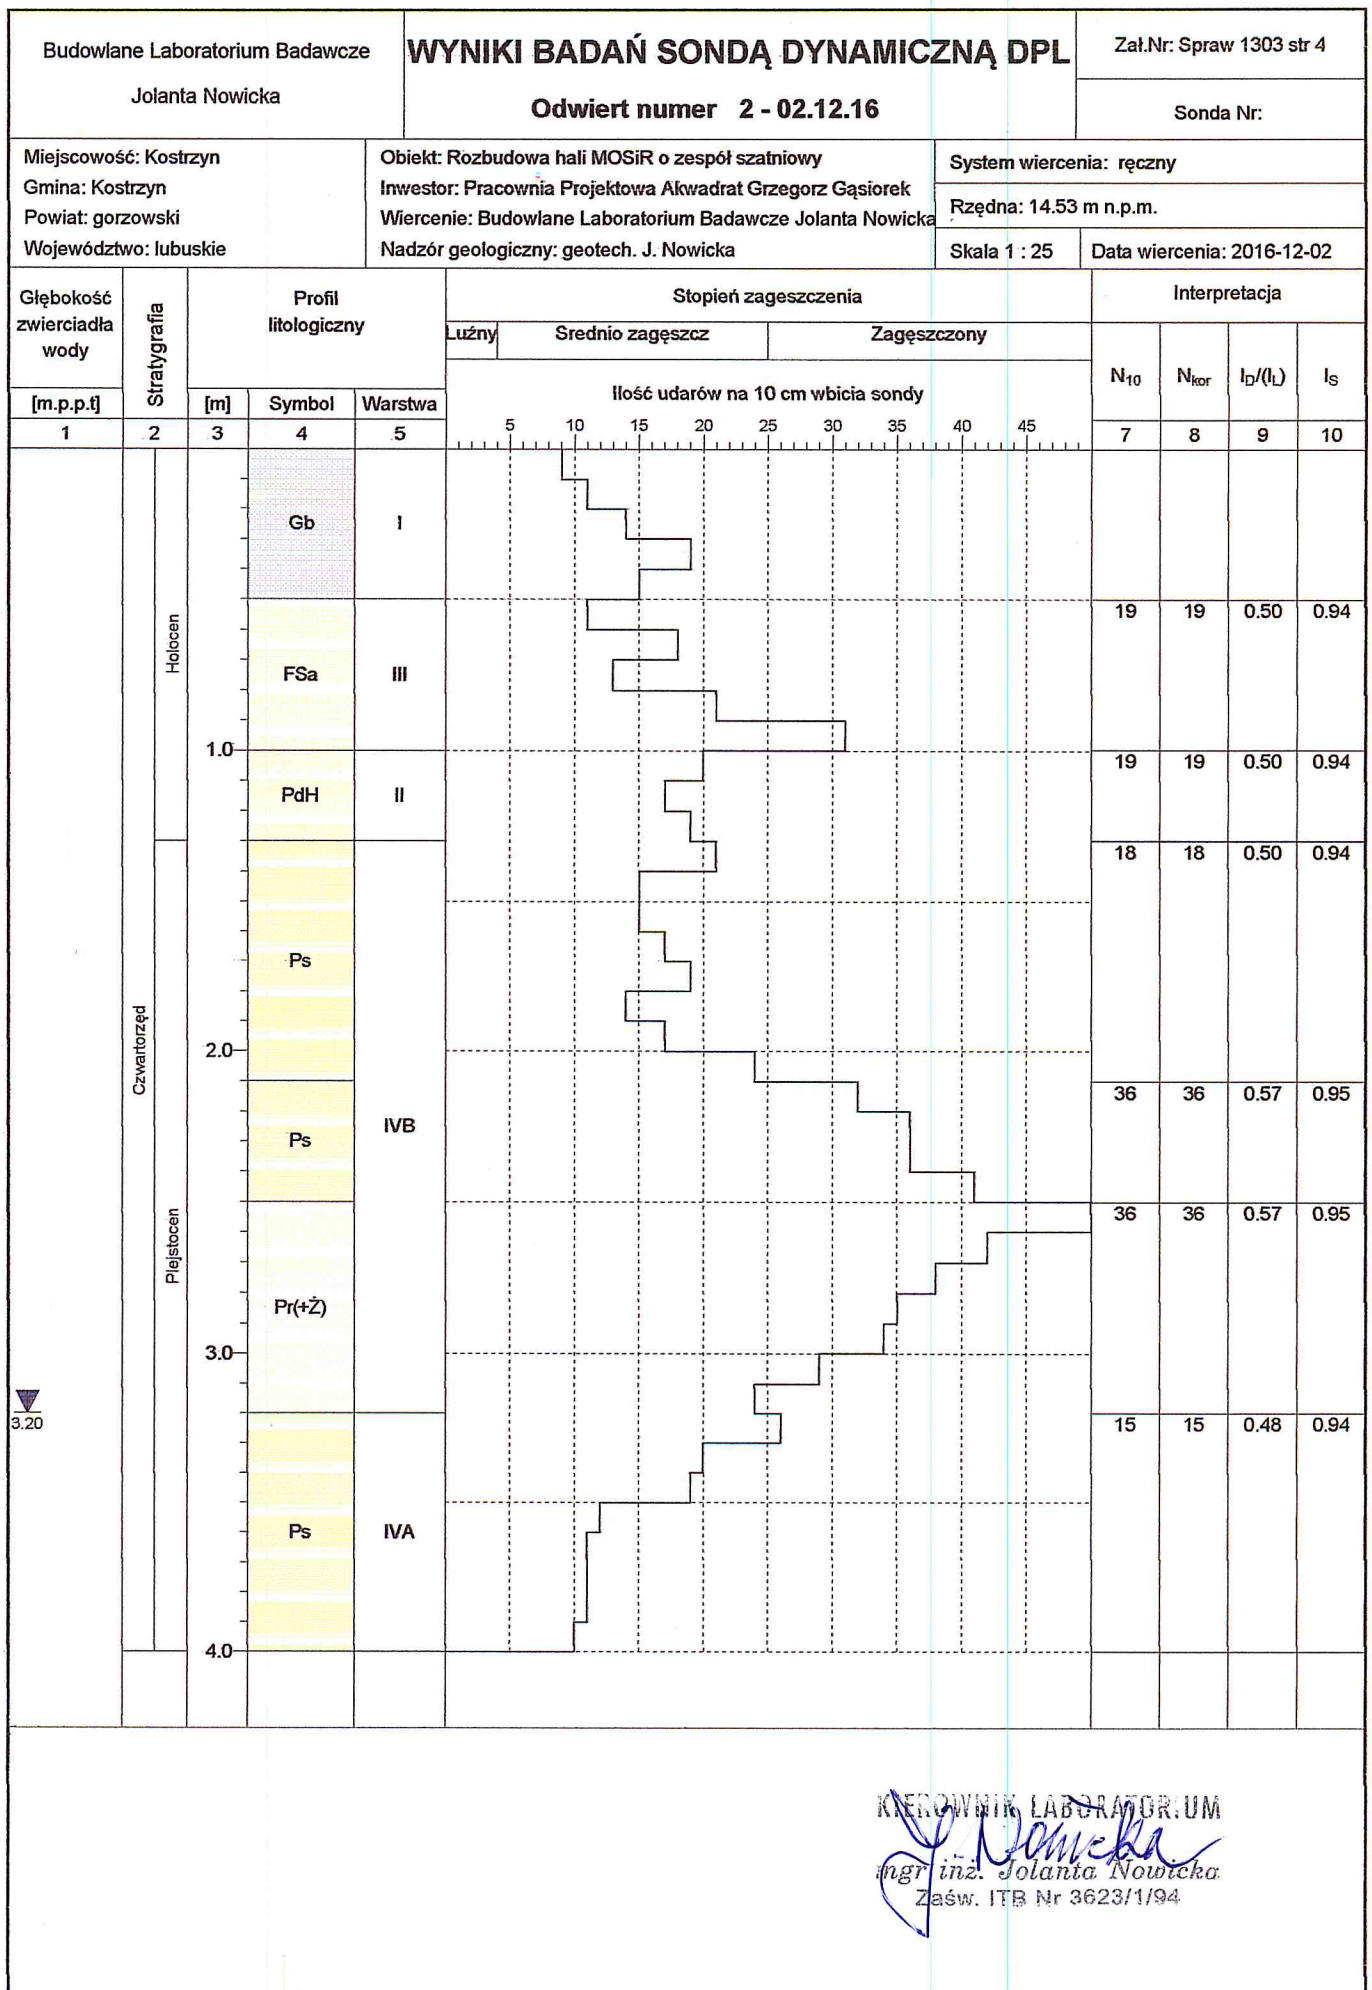 Budowlane Laboratorium Badawcze
Jolanta Nowicka
WYNIKI BADAŃ SONDĄ DYNAMICZNĄ DPL
Odwiert numer 2 - 02.12.16
Zał.Nr: Spraw 1303 str 4
Sonda Nr:
Miejscowość: Kostrzyn
Gmina: Kostrzyn
Powiat: gorzowski
Województwo: lubuskie
Obiekt: Rozbudowa hali MOSiR o zespół szatniowy
Inwestor: Pracownia Projektowa Akwadrat Grzegorz Gąsiorek
Wiercenie: Budowlane Laboratorium Badawcze Jolanta Nowicka
Nadzór geologiczny: geotech. J. Nowicka
System wiercenia: ręczny
Rzędna: 14.53 m n.p.m.
Skala 1 : 25
Data wiercenia: 2016-12-02
Głębokość zwierciadła wody
[m.p.p.t]
Stratygrafia
Profil litologiczny
[m] Symbol Warstwa
Stopień zagęszczenia
Luźny Srednio zagęszcz Zagęszczony
Ilość udarów na 10 cm wbicia sondy
5 10 15 20 25 30 35 40 45
Interpretacja
N10 Nkor ID/(IL) IS
1 2 3 4 5 7 8 9 10
Gb I
Holocen
19 19 0.50 0.94
FSa III
1.0
19 19 0.50 0.94
PdH II
18 18 0.50 0.94
Ps
Czwartorzęd
2.0
36 36 0.57 0.95
Ps
IVB
36 36 0.57 0.95
Plejstocen
Pr(+Ż)
3.0
3.20
15 15 0.48 0.94
Ps IVA
4.0
KIEROWNIK LABORATORIUM
J. Nowicka
mgr inż. Jolanta Nowicka
Zaśw. ITB Nr 3623/1/94